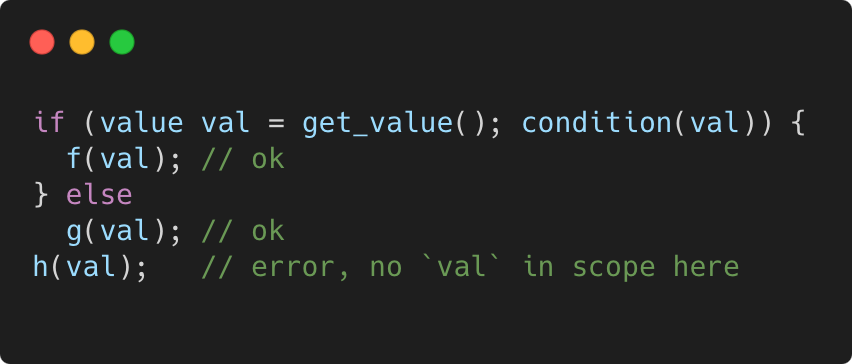 if (value val = get_value(); condition(val)) {
  f(val); // ok
} else
  g(val); // ok
h(val);   // error, no `val` in scope here